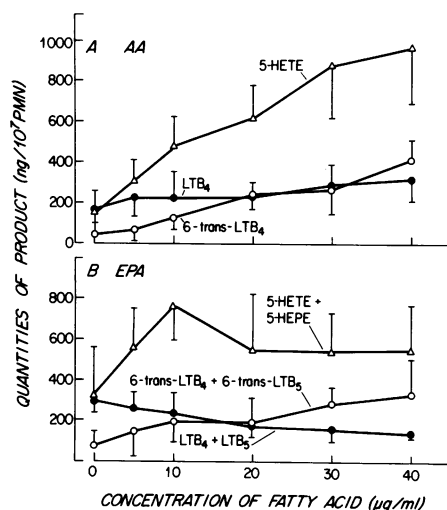 A AA
1000
800
600
400
200
0
5-HETE
LTB4
6-trans-LTB4
B EPA
800
600
400
200
0
5-HETE +
5-HEPE
6-trans-LTB4 + 6-trans-LTB5
LTB4 + LTB5
0 10 20 30 40
QUANTITIES OF PRODUCT (ng/10⁷ PMN)
CONCENTRATION OF FATTY ACID (µg/ml)